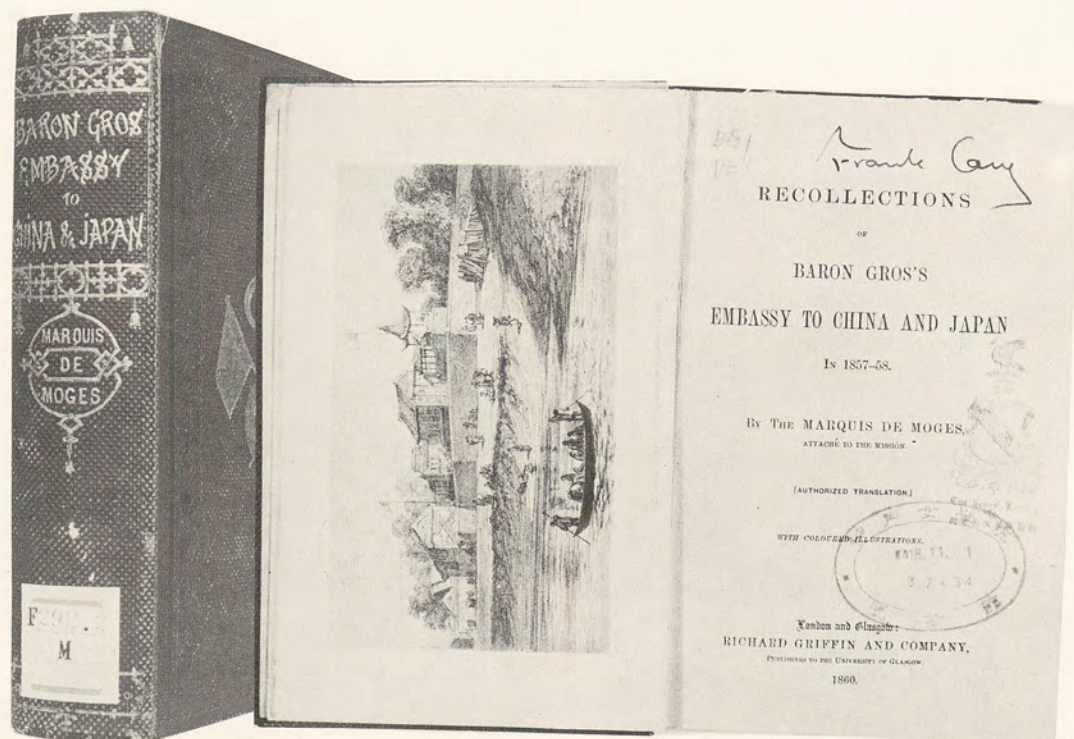 BARON GROS
EMBASSY
TO
CHINA & JAPAN
MARQUIS
DE
MOGES
M
Frank
RECOLLECTIONS
OF
BARON GROS'S
EMBASSY TO CHINA AND JAPAN
IN 1857-58.
BY THE MARQUIS DE MOGES,
ATTACHÉ TO THE MISSION.
[AUTHORIZED TRANSLATION.]
WITH COLOURED ILLUSTRATIONS.
11. 1
London and Glasgow:
RICHARD GRIFFIN AND COMPANY,
PUBLISHERS TO THE UNIVERSITY OF GLASGOW.
1860.